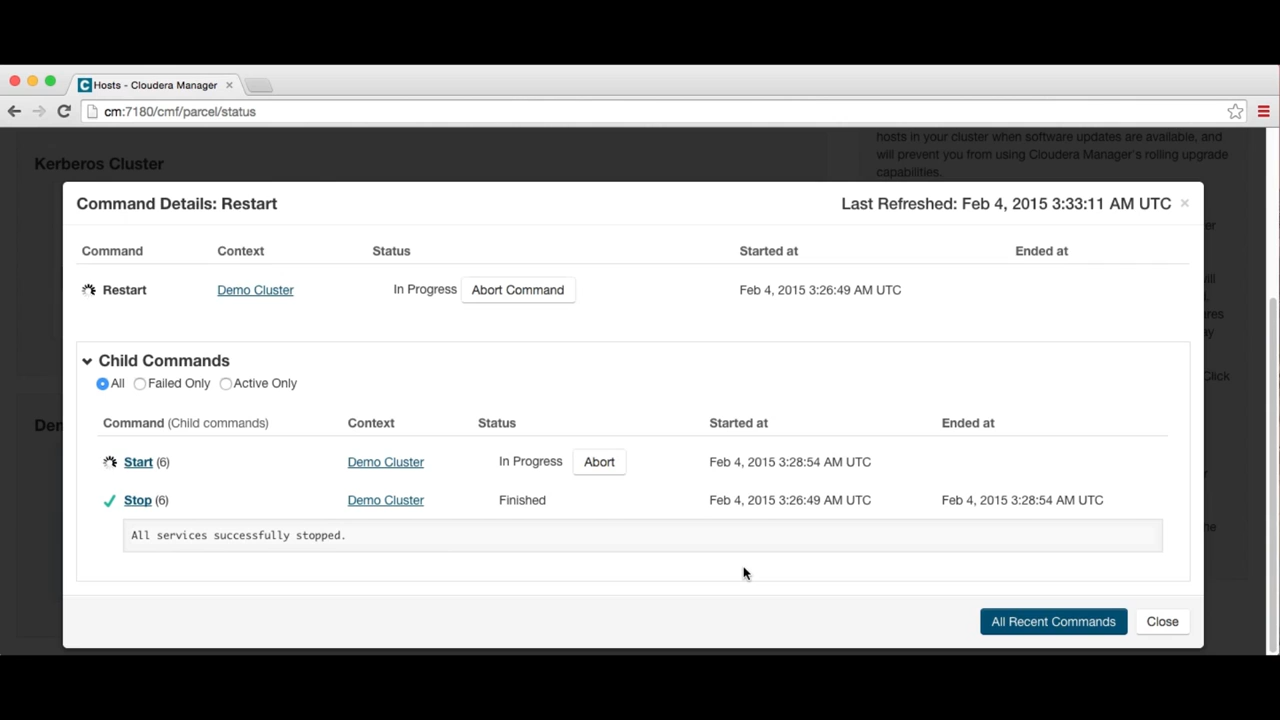 Hosts - Cloudera Manager ×
cm:7180/cmf/parcel/status
hosts in your cluster when software updates are available, and
Kerberos Cluster
will prevent you from using Cloudera Manager's rolling upgrade
capabilities.
Command Details: Restart
Last Refreshed: Feb 4, 2015 3:33:11 AM UTC ×
Command Context Status Started at Ended at
Restart Demo Cluster In Progress Abort Command Feb 4, 2015 3:26:49 AM UTC
Child Commands
All Failed Only Active Only
Click
Command (Child commands) Context Status Started at Ended at
Start (6) Demo Cluster In Progress Abort Feb 4, 2015 3:28:54 AM UTC
Stop (6) Demo Cluster Finished Feb 4, 2015 3:26:49 AM UTC Feb 4, 2015 3:28:54 AM UTC
All services successfully stopped.
All Recent Commands Close